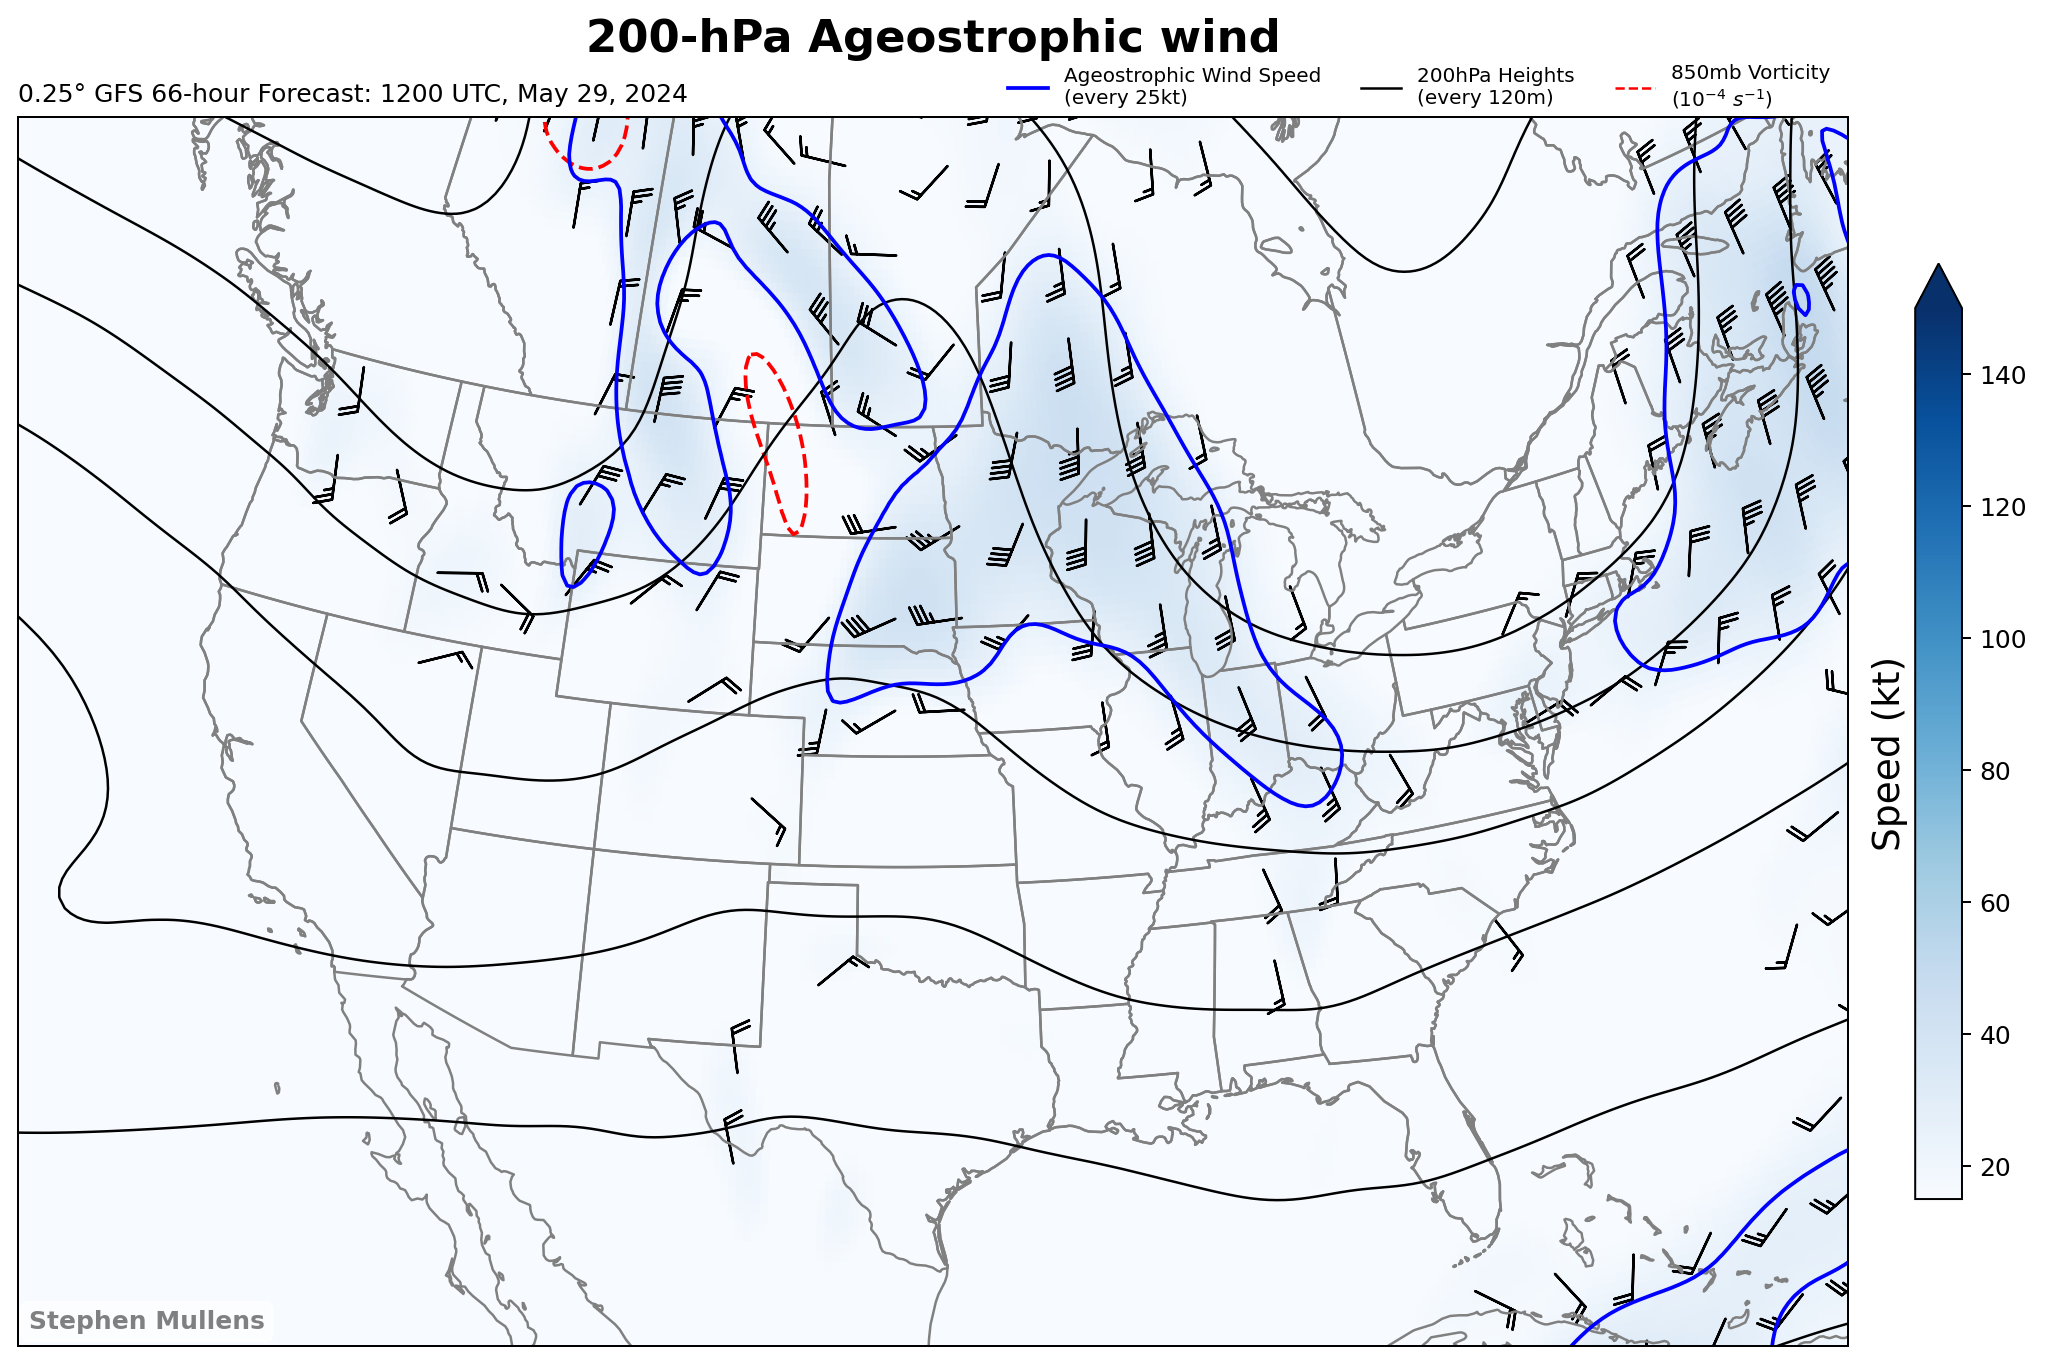 200-hPa Ageostrophic wind
0.25° GFS 66-hour Forecast: 1200 UTC, May 29, 2024
Ageostrophic Wind Speed
(every 25kt)
200hPa Heights
(every 120m)
850mb Vorticity
(10⁻⁴ s⁻¹)
140
120
100
80
60
40
20
Speed (kt)
Stephen Mullens